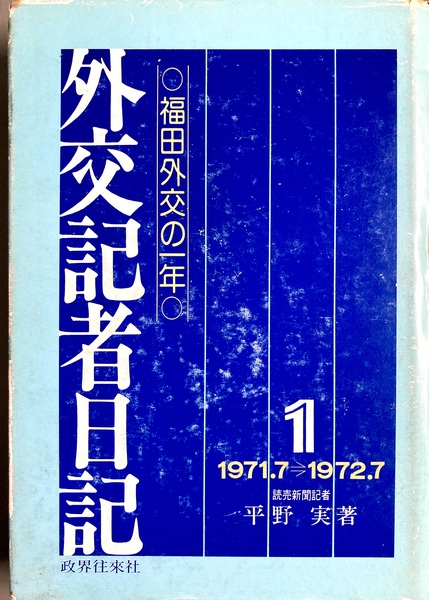 外交記者日記
○福田外交の一年○
1
1971.7⇒1972.7
読売新聞記者
平野 実著
政界往來社